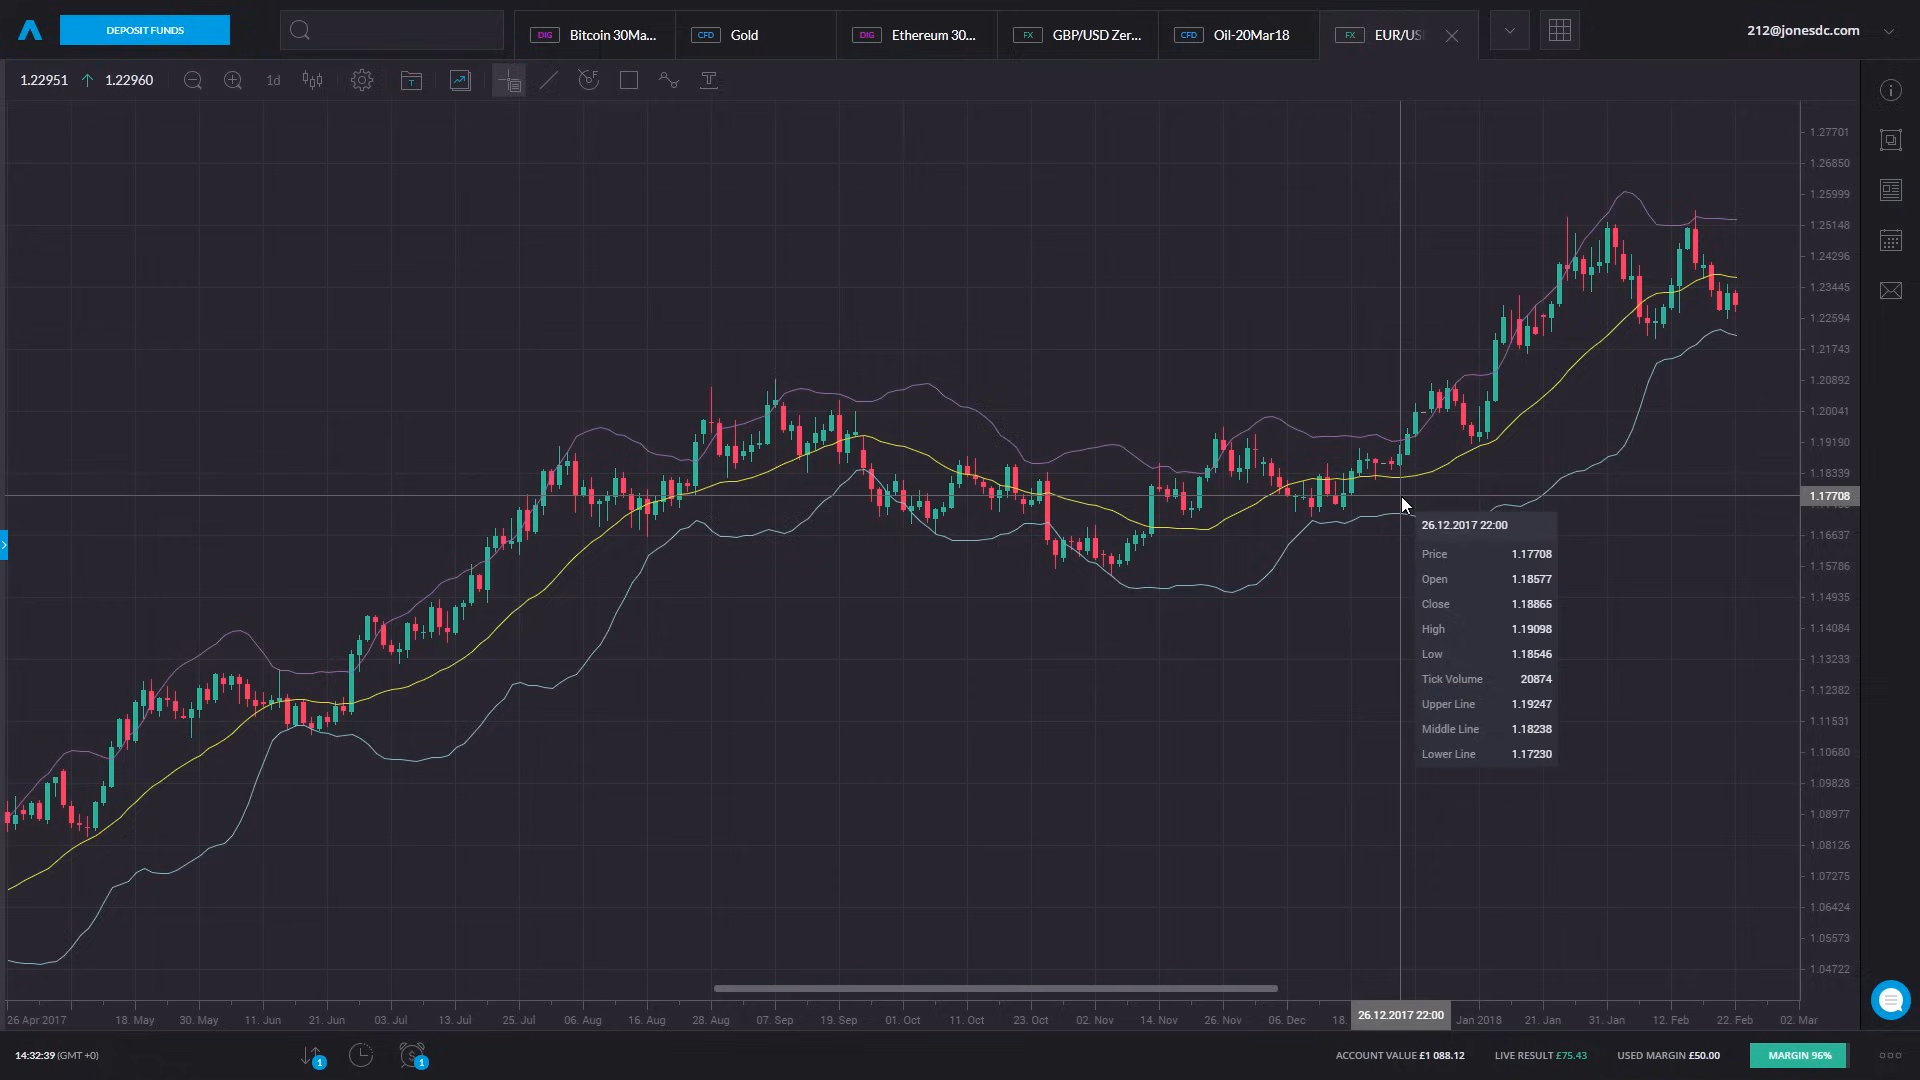 DEPOSIT FUNDS
DIG Bitcoin 30Ma...
CFD Gold
DIG Ethereum 30...
FX GBP/USD Zer...
CFD Oil-20Mar18
FX EUR/US
212@jonesdc.com
1.22951 1.22960
1d
T
F
T
1.27701
1.26850
1.25999
1.25148
1.24296
1.23445
1.22594
1.21743
1.20892
1.20041
1.19190
1.18339
1.17708
1.16637
1.15786
1.14935
1.14084
1.13233
1.12382
1.11531
1.10680
1.09828
1.08977
1.08126
1.07275
1.06424
1.05573
1.04722
26.12.2017 22:00
Price 1.17708
Open 1.18577
Close 1.18865
High 1.19098
Low 1.18546
Tick Volume 20874
Upper Line 1.19247
Middle Line 1.18238
Lower Line 1.17230
26 Apr 2017 18. May 30. May 11. Jun 21. Jun 03. Jul 13. Jul 25. Jul 06. Aug 16. Aug 28. Aug 07. Sep 19. Sep 01. Oct 11. Oct 23. Oct 02. Nov 14. Nov 26. Nov 06. Dec 18. 26.12.2017 22:00 Jan 2018 21. Jan 31. Jan 12. Feb 22. Feb 02. Mar
14:32:39 (GMT +0)
1
1
ACCOUNT VALUE £1 088.12
LIVE RESULT £75.43
USED MARGIN £50.00
MARGIN 96%